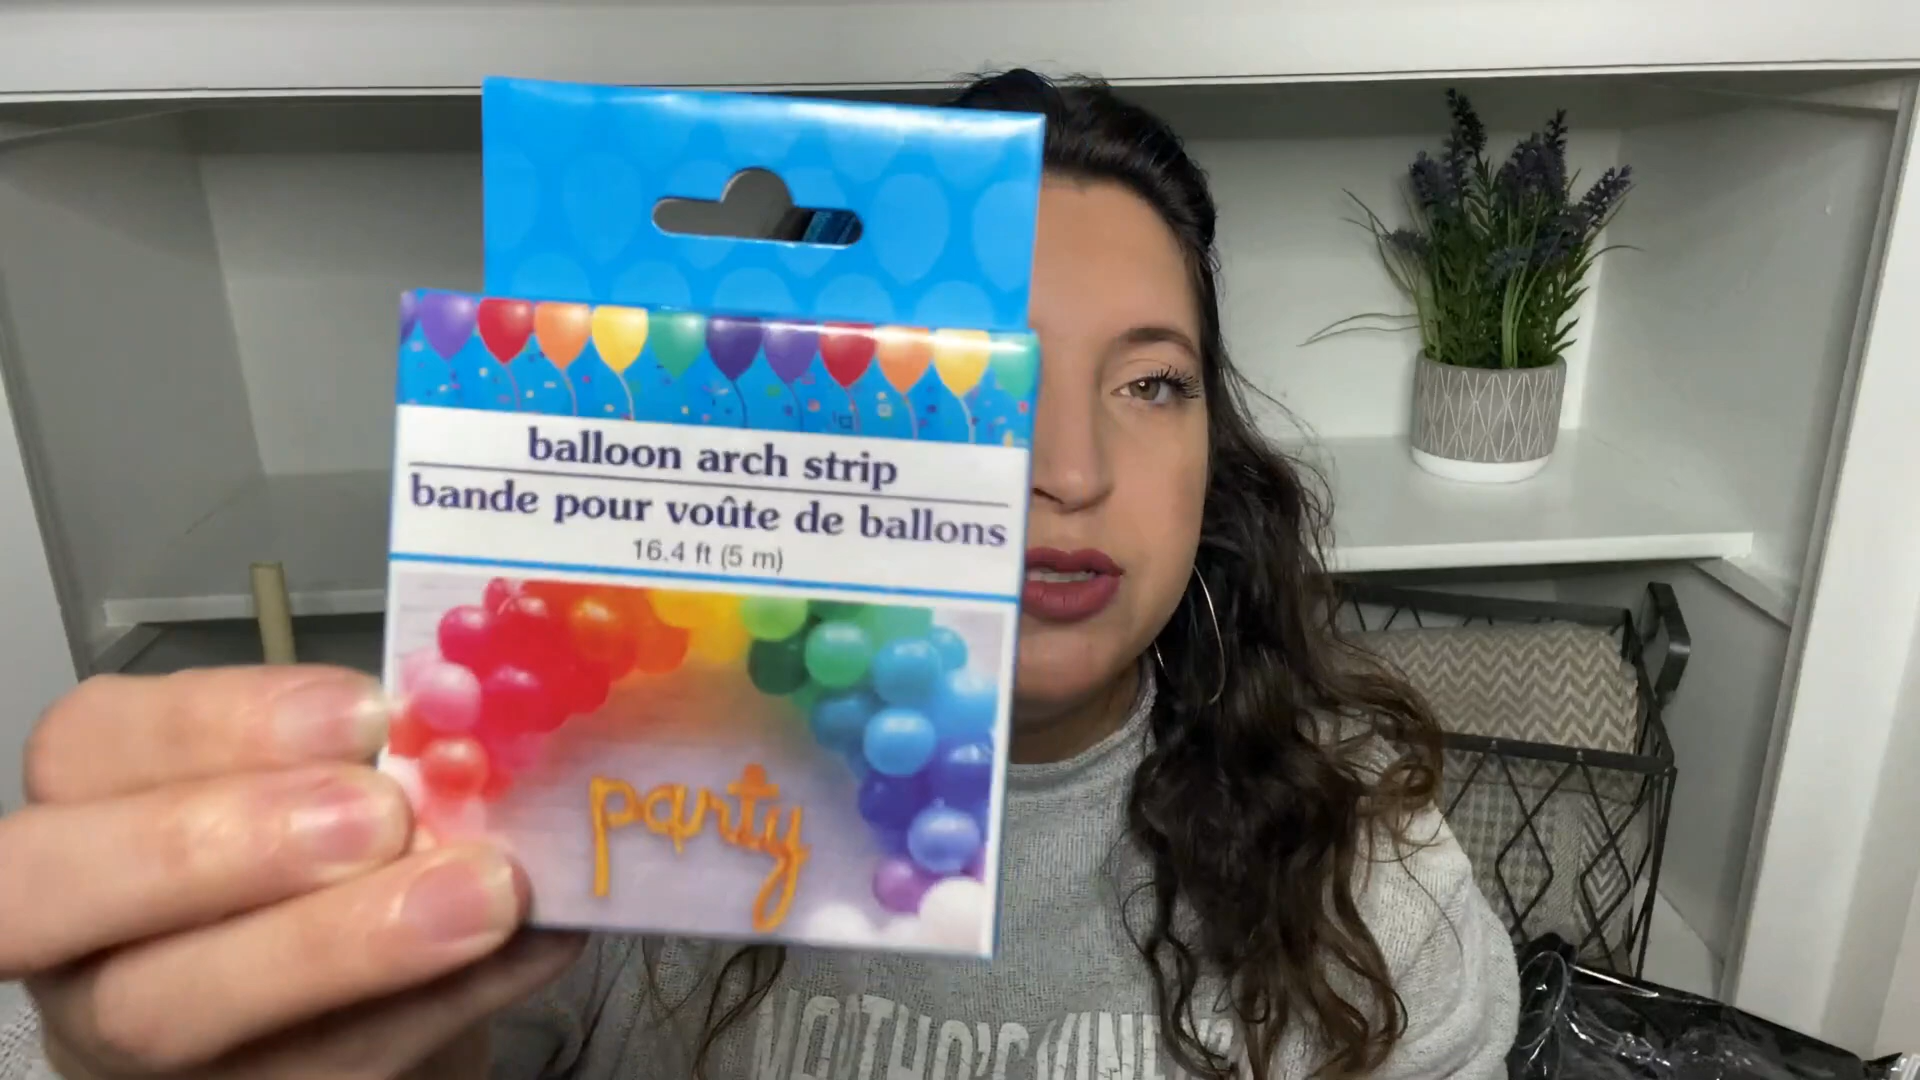 balloon arch strip
bande pour voûte de ballons
16.4 ft (5 m)
party